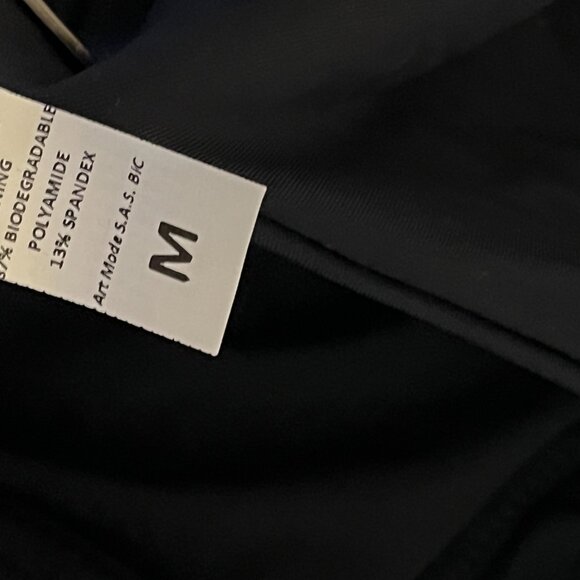 % BIODEGRADABLE
POLYAMIDE
13% SPANDEX
Art Mode S.A.S. BIC
M